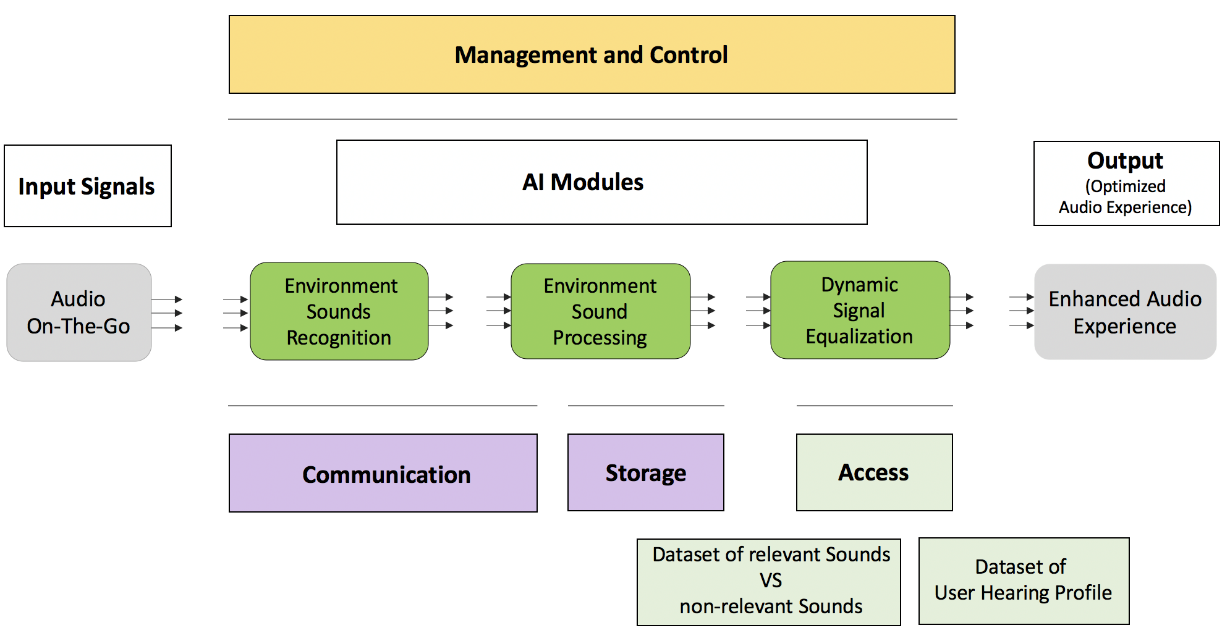 Management and Control
Input Signals
AI Modules
Output
(Optimized
Audio Experience)
Audio
On-The-Go
Environment
Sounds
Recognition
Environment
Sound
Processing
Dynamic
Signal
Equalization
Enhanced Audio
Experience
Communication
Storage
Access
Dataset of relevant Sounds
VS
non-relevant Sounds
Dataset of
User Hearing Profile